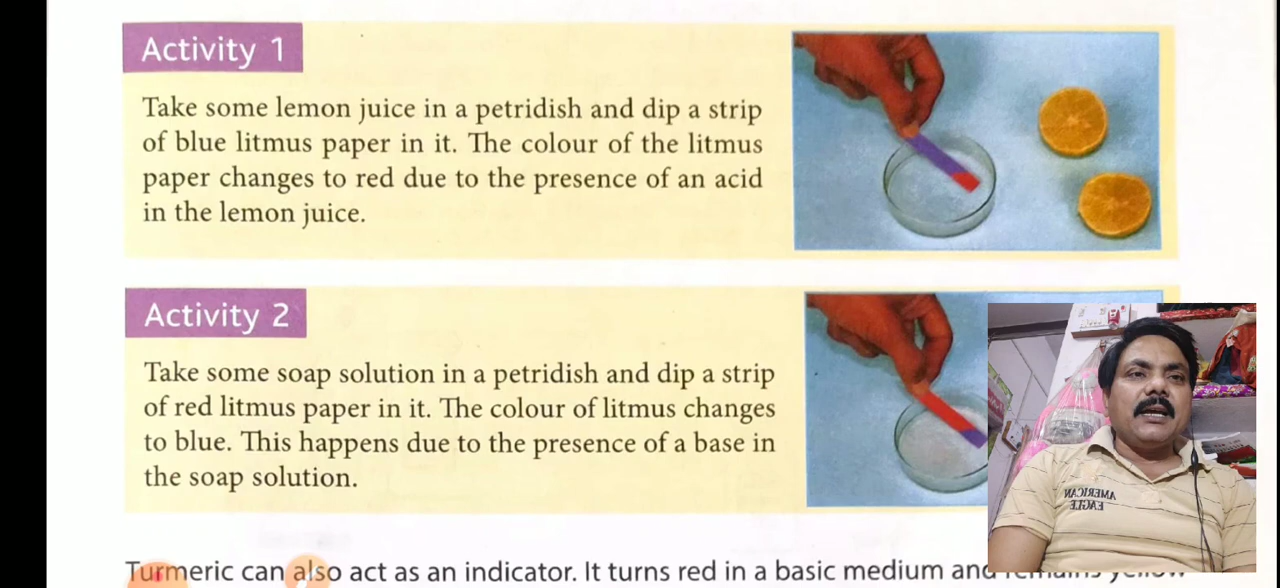 Activity 1
Take some lemon juice in a petridish and dip a strip
of blue litmus paper in it. The colour of the litmus
paper changes to red due to the presence of an acid
in the lemon juice.
Activity 2
Take some soap solution in a petridish and dip a strip
of red litmus paper in it. The colour of litmus changes
to blue. This happens due to the presence of a base in
the soap solution.
AMERICAN
EAGLE
Turmeric can also act as an indicator. It turns red in a basic medium and